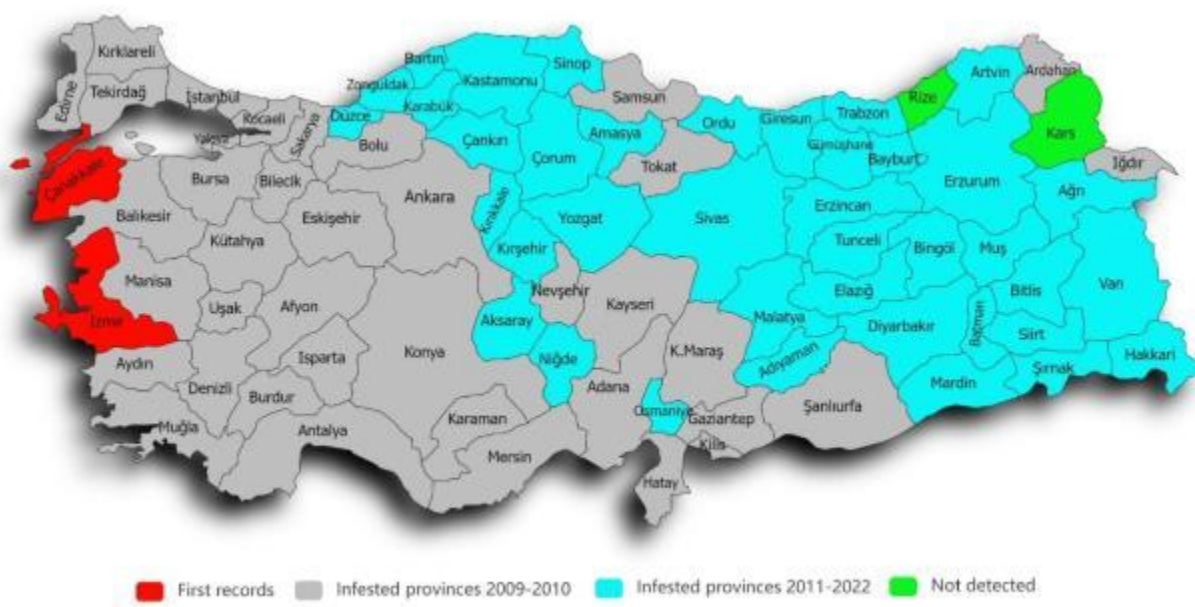 Kırklareli
Edirne
Tekirdağ
İstanbul
Kocaeli
Yalova
Sakarya
Düzce
Zonguldak
Bartın
Karabük
Kastamonu
Sinop
Samsun
Çankırı
Bolu
Çorum
Amasya
Tokat
Ordu
Giresun
Trabzon
Gümüşhane
Bayburt
Rize
Artvin
Ardahan
Kars
Iğdır
Ağrı
Erzurum
Erzincan
Sivas
Yozgat
Kırıkkale
Kırşehir
Ankara
Eskişehir
Bilecik
Bursa
Çanakkale
Balıkesir
Kütahya
Manisa
İzmir
Uşak
Afyon
Aydın
Denizli
Isparta
Burdur
Muğla
Antalya
Konya
Karaman
Mersin
Aksaray
Niğde
Nevşehir
Kayseri
Adana
K.Maraş
Osmaniye
Gaziantep
Kilis
Hatay
Şanlıurfa
Adıyaman
Malatya
Elazığ
Tunceli
Bingöl
Muş
Diyarbakır
Batman
Bitlis
Siirt
Van
Hakkari
Şırnak
Mardin
First records
Infested provinces 2009-2010
Infested provinces 2011-2022
Not detected